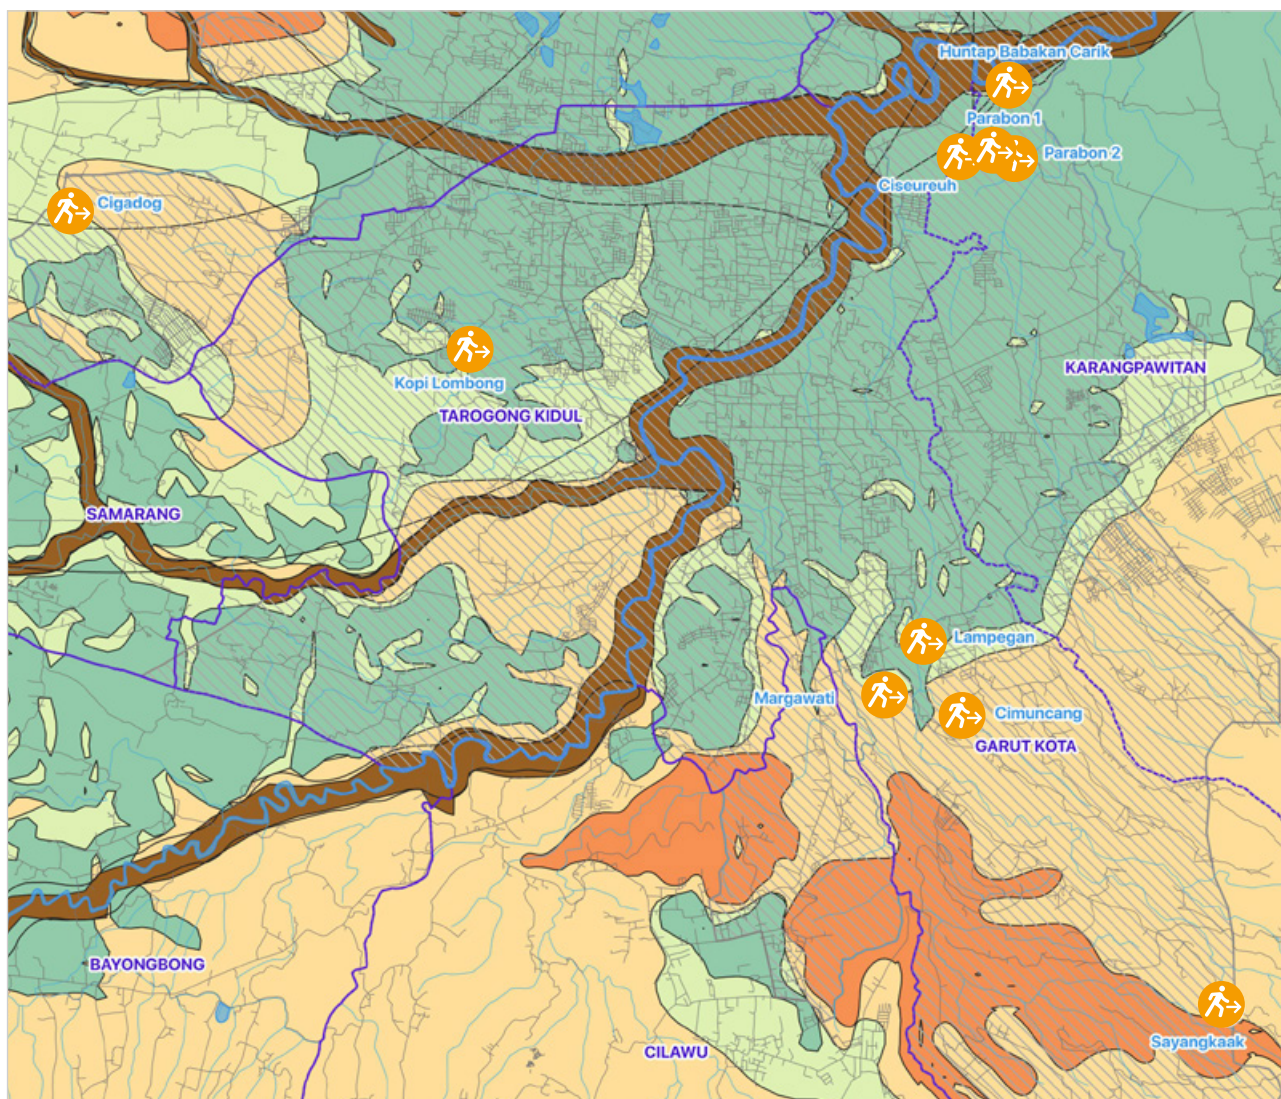 Huntap Babakan Carik
Parabon 1
Parabon 2
Ciseureuh
Cigadog
KARANGPAWITAN
Kopi Lombong
TAROGONG KIDUL
SAMARANG
Lampegan
Margawati
Cimuncang
GARUT KOTA
BAYONGBONG
Sayangkaak
CILAWU